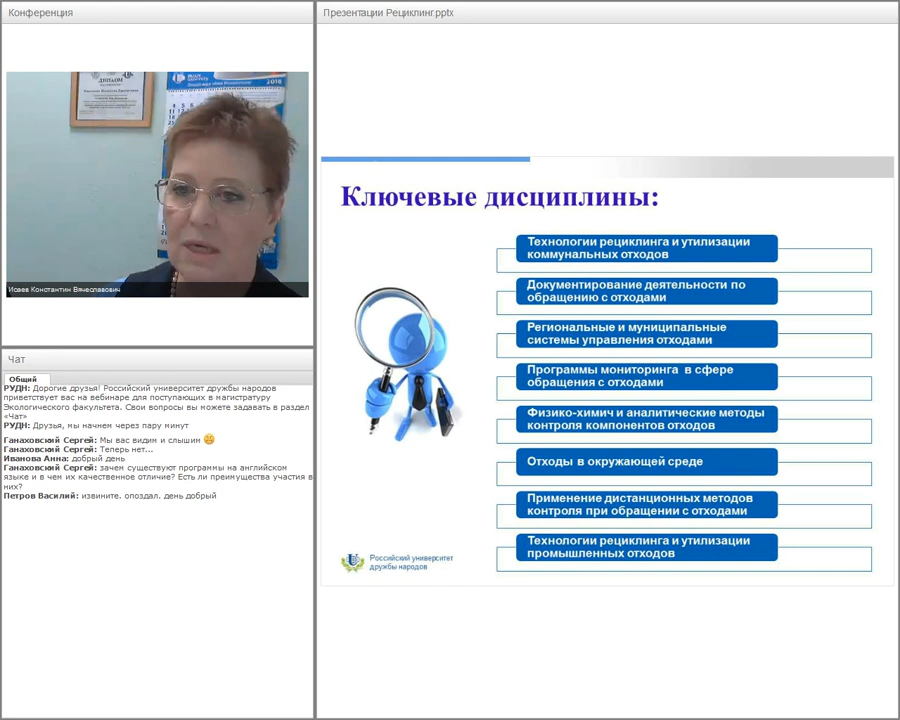 Конференция
ДИПЛОМ
2016
Исаев Константин Вячеславович
Чат
Общий
РУДН: Дорогие друзья! Российский университет дружбы народов
приветствует вас на вебинаре для поступающих в магистратуру
Экологического факультета. Свои вопросы вы можете задавать в раздел
«Чат»
РУДН: Друзья, мы начнем через пару минут
Ганаховский Сергей: Мы вас видим и слышим
Ганаховский Сергей: Теперь нет...
Иванова Анна: добрый день
Ганаховский Сергей: зачем существуют программы на английском
языке и в чем их качественное отличие? Есть ли преимущества участия в
них?
Петров Василий: извините. опоздал. день добрый
Презентации Рециклинг.pptx
Ключевые дисциплины:
Технологии рециклинга и утилизации
коммунальных отходов
Документирование деятельности по
обращению с отходами
Региональные и муниципальные
системы управления отходами
Программы мониторинга в сфере
обращения с отходами
Физико-химич и аналитические методы
контроля компонентов отходов
Отходы в окружающей среде
Применение дистанционных методов
контроля при обращении с отходами
Технологии рециклинга и утилизации
промышленных отходов
Российский университет
дружбы народов